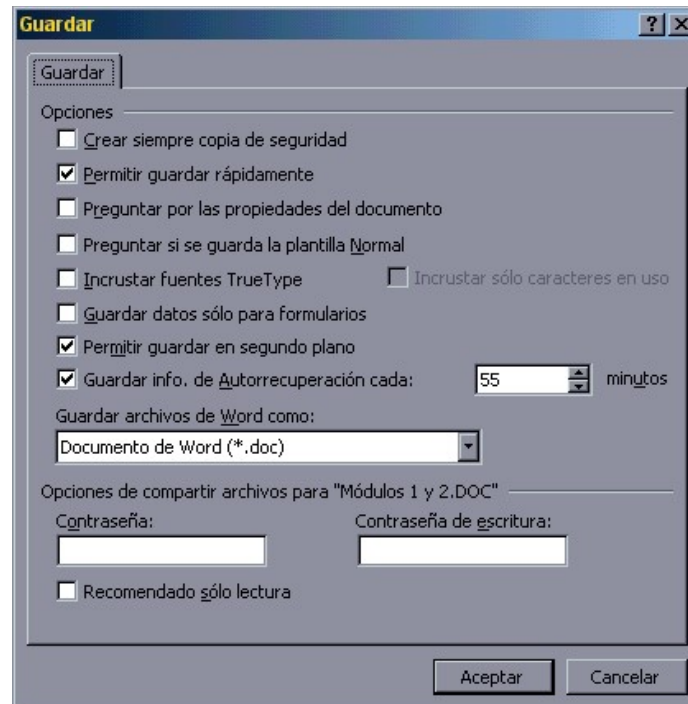 Guardar
Guardar
Opciones
Crear siempre copia de seguridad
Permitir guardar rápidamente
Preguntar por las propiedades del documento
Preguntar si se guarda la plantilla Normal
Incrustar fuentes TrueType Incrustar sólo caracteres en uso
Guardar datos sólo para formularios
Permitir guardar en segundo plano
Guardar info. de Autorrecuperación cada: 55 minutos
Guardar archivos de Word como:
Documento de Word (*.doc)
Opciones de compartir archivos para "Módulos 1 y 2.DOC"
Contraseña: Contraseña de escritura:
Recomendado sólo lectura
Aceptar Cancelar